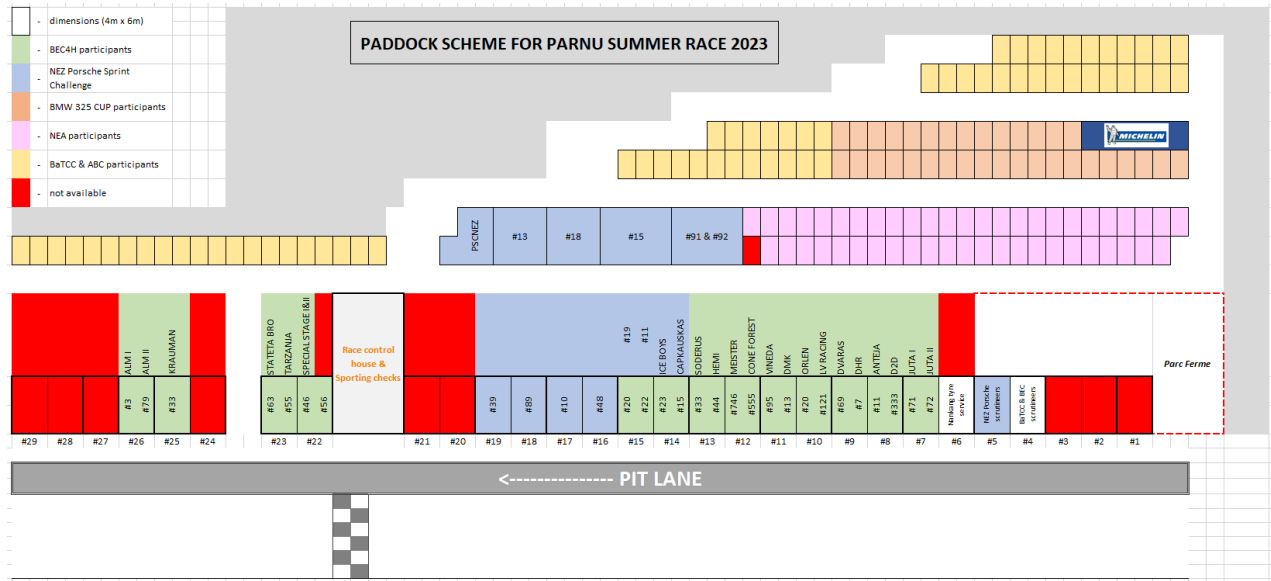 PADDOCK SCHEME FOR PARNU SUMMER RACE 2023
- dimensions (4m x 6m)
- BEC4H participants
- NEZ Porsche Sprint
Challenge
- BMW 325 CUP participants
- NEA participants
- BaTCC & ABC participants
- not available
MICHELIN
PSCNEZ
#13
#18
#15
#91 & #92
ALM I
ALM II
KRAUMAN
STATETA BRO
TARZANIA
SPECIAL STAGE I&II
Race control
house &
Sporting checks
#19
#11
ICE BOYS
CAPKAUSKAS
SODERUS
HEMI
MEISTER
CONE FOREST
VINEDA
DMK
ORLEN
LV RACING
DVARAS
DHR
ANTEJA
D2D
JUTA I
JUTA II
Parc Ferme
#3
#79
#33
#63
#55
#46
#56
#39
#89
#10
#48
#20
#22
#23
#15
#33
#44
#746
#555
#95
#13
#20
#121
#69
#7
#11
#333
#71
#72
Nankang tyre
service
NEZ Porsche
scrutineers
BaTCC & BEC
scrutineers
#29
#28
#27
#26
#25
#24
#23
#22
#21
#20
#19
#18
#17
#16
#15
#14
#13
#12
#11
#10
#9
#8
#7
#6
#5
#4
#3
#2
#1
<--------------- PIT LANE